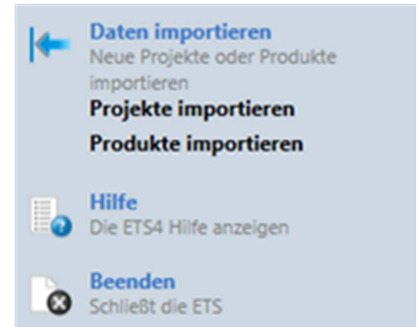 Daten importieren
Neue Projekte oder Produkte
importieren
Projekte importieren
Produkte importieren
Hilfe
Die ETS4 Hilfe anzeigen
Beenden
Schließt die ETS